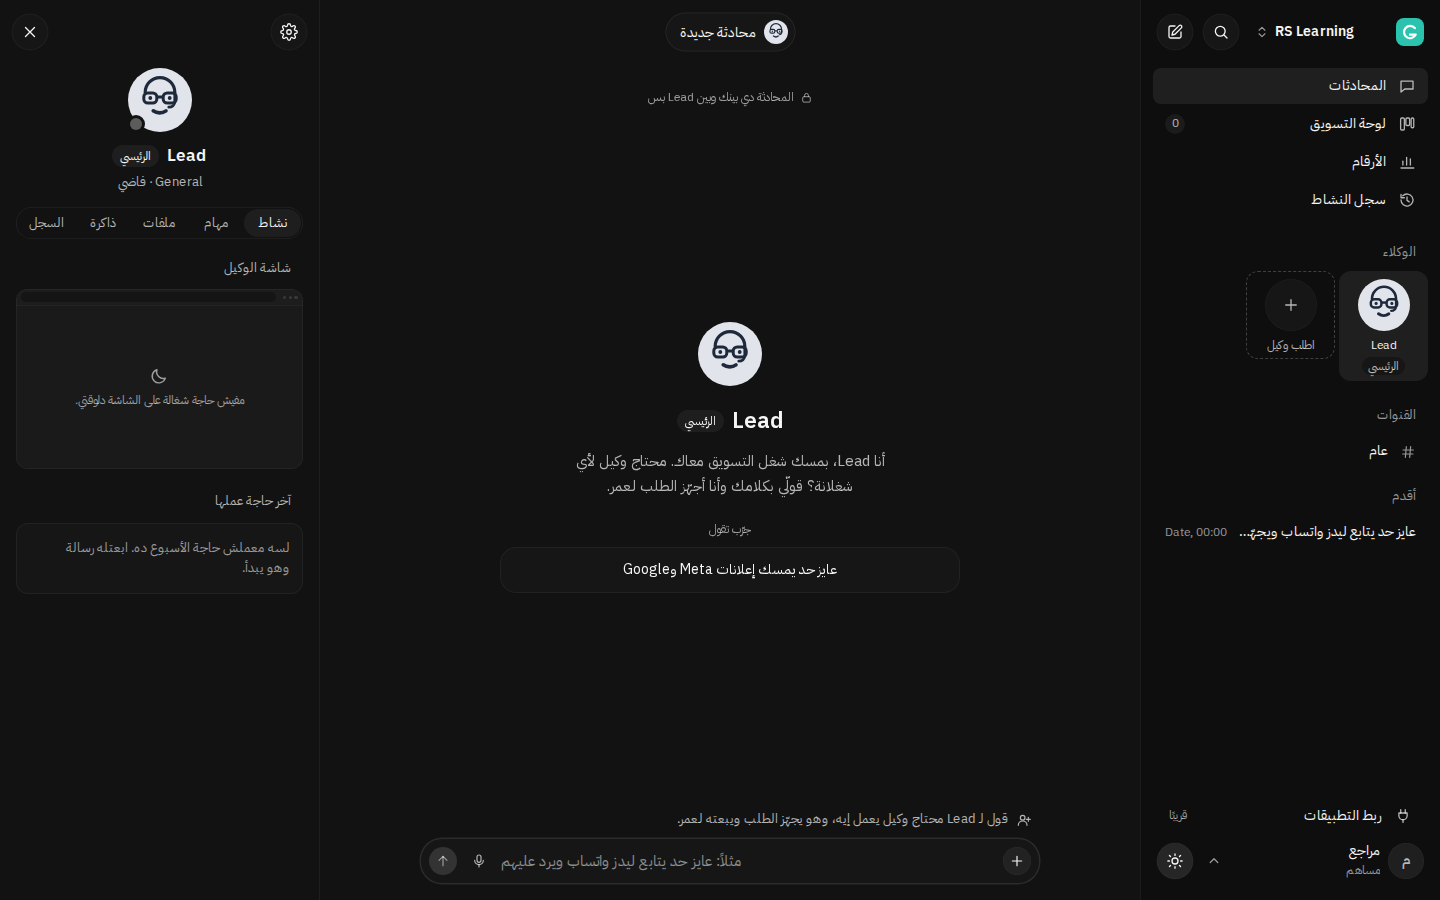 RS Learning
المحادثات
لوحة التسويق
0
الأرقام
سجل النشاط
الوكلاء
Lead
الرئيسي
اطلب وكيل
القنوات
عام
أقدم
عايز حد يتابع ليدز واتساب ويجهّ...
Date, 00:00
ربط التطبيقات
قريبًا
م
مراجع
مساهم
محادثة جديدة
المحادثة دي بينك وبين Lead بس
Lead الرئيسي
أنا Lead، بمسك شغل التسويق معاك. محتاج وكيل لأي
شغلانة؟ قولّي بكلامك وأنا أجهّز الطلب لعمر.
جرّب تقول
عايز حد يمسك إعلانات Meta وGoogle
قول لـ Lead محتاج وكيل يعمل إيه، وهو يجهّز الطلب ويبعته لعمر.
مثلاً: عايز حد يتابع ليدز واتساب ويرد عليهم
Lead الرئيسي
General · فاضي
نشاط
مهام
ملفات
ذاكرة
السجل
شاشة الوكيل
مفيش حاجة شغالة على الشاشة دلوقتي.
آخر حاجة عملها
لسه معملش حاجة الأسبوع ده. ابعتله رسالة
وهو يبدأ.